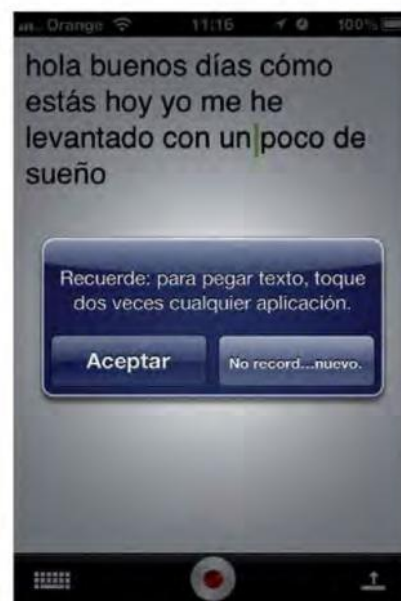 Orange 11:16 100%
hola buenos días cómo
estás hoy yo me he
levantado con un poco de
sueño
Recuerde: para pegar texto, toque
dos veces cualquier aplicación.
Aceptar No record...nuevo.